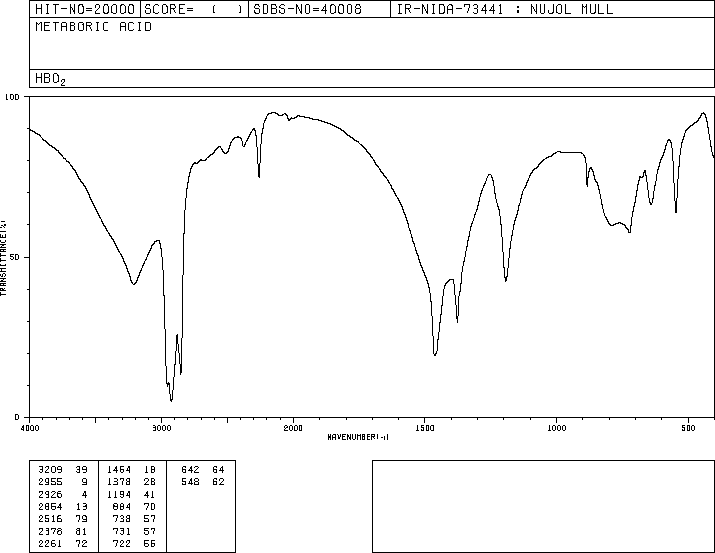 HIT-NO=20000 SCORE= ( ) SDBS-NO=40008 IR-NIDA-73441 : NUJOL MULL
METABORIC ACID
HBO2
100
50
0
TRANSMITTANCE(%)
4000 3000 2000 1500 1000 500
WAVENUMBER(-1)
3209 39 1464 18 642 64
2955 9 1378 28 548 62
2926 4 1194 41
2854 13 884 70
2516 79 738 57
2378 81 731 57
2261 72 722 55